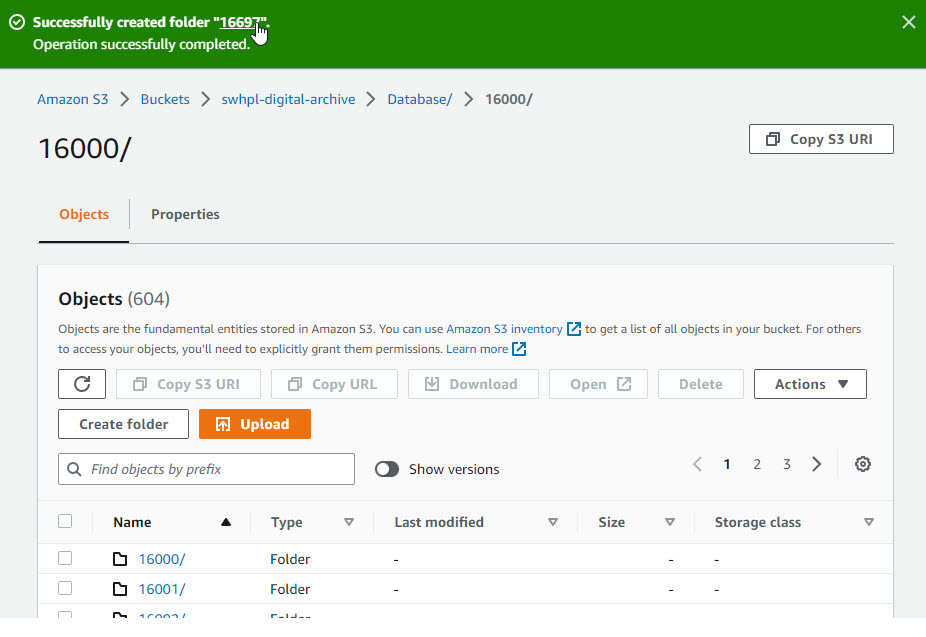 Successfully created folder "16697".
Operation successfully completed.
Amazon S3 > Buckets > swhpl-digital-archive > Database/ > 16000/
16000/
Copy S3 URI
Objects
Properties
Objects (604)
Objects are the fundamental entities stored in Amazon S3. You can use Amazon S3 inventory to get a list of all objects in your bucket. For others
to access your objects, you'll need to explicitly grant them permissions. Learn more
Copy S3 URI
Copy URL
Download
Open
Delete
Actions
Create folder
Upload
Find objects by prefix
Show versions
1 2 3
Name Type Last modified Size Storage class
16000/ Folder - - -
16001/ Folder - - -
16002/ Folder